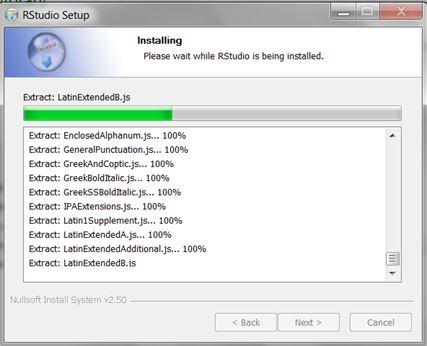 RStudio Setup
Installing
Please wait while RStudio is being installed.
Extract: LatinExtendedB.js
Extract: EnclosedAlphanum.js... 100%
Extract: GeneralPunctuation.js... 100%
Extract: GreekAndCoptic.js... 100%
Extract: GreekBoldItalic.js... 100%
Extract: GreekSSBoldItalic.js... 100%
Extract: IPAExtensions.js... 100%
Extract: Latin1Supplement.js... 100%
Extract: LatinExtendedA.js... 100%
Extract: LatinExtendedAdditional.js... 100%
Extract: LatinExtendedB.js
Nullsoft Install System v2.50
< Back
Next >
Cancel